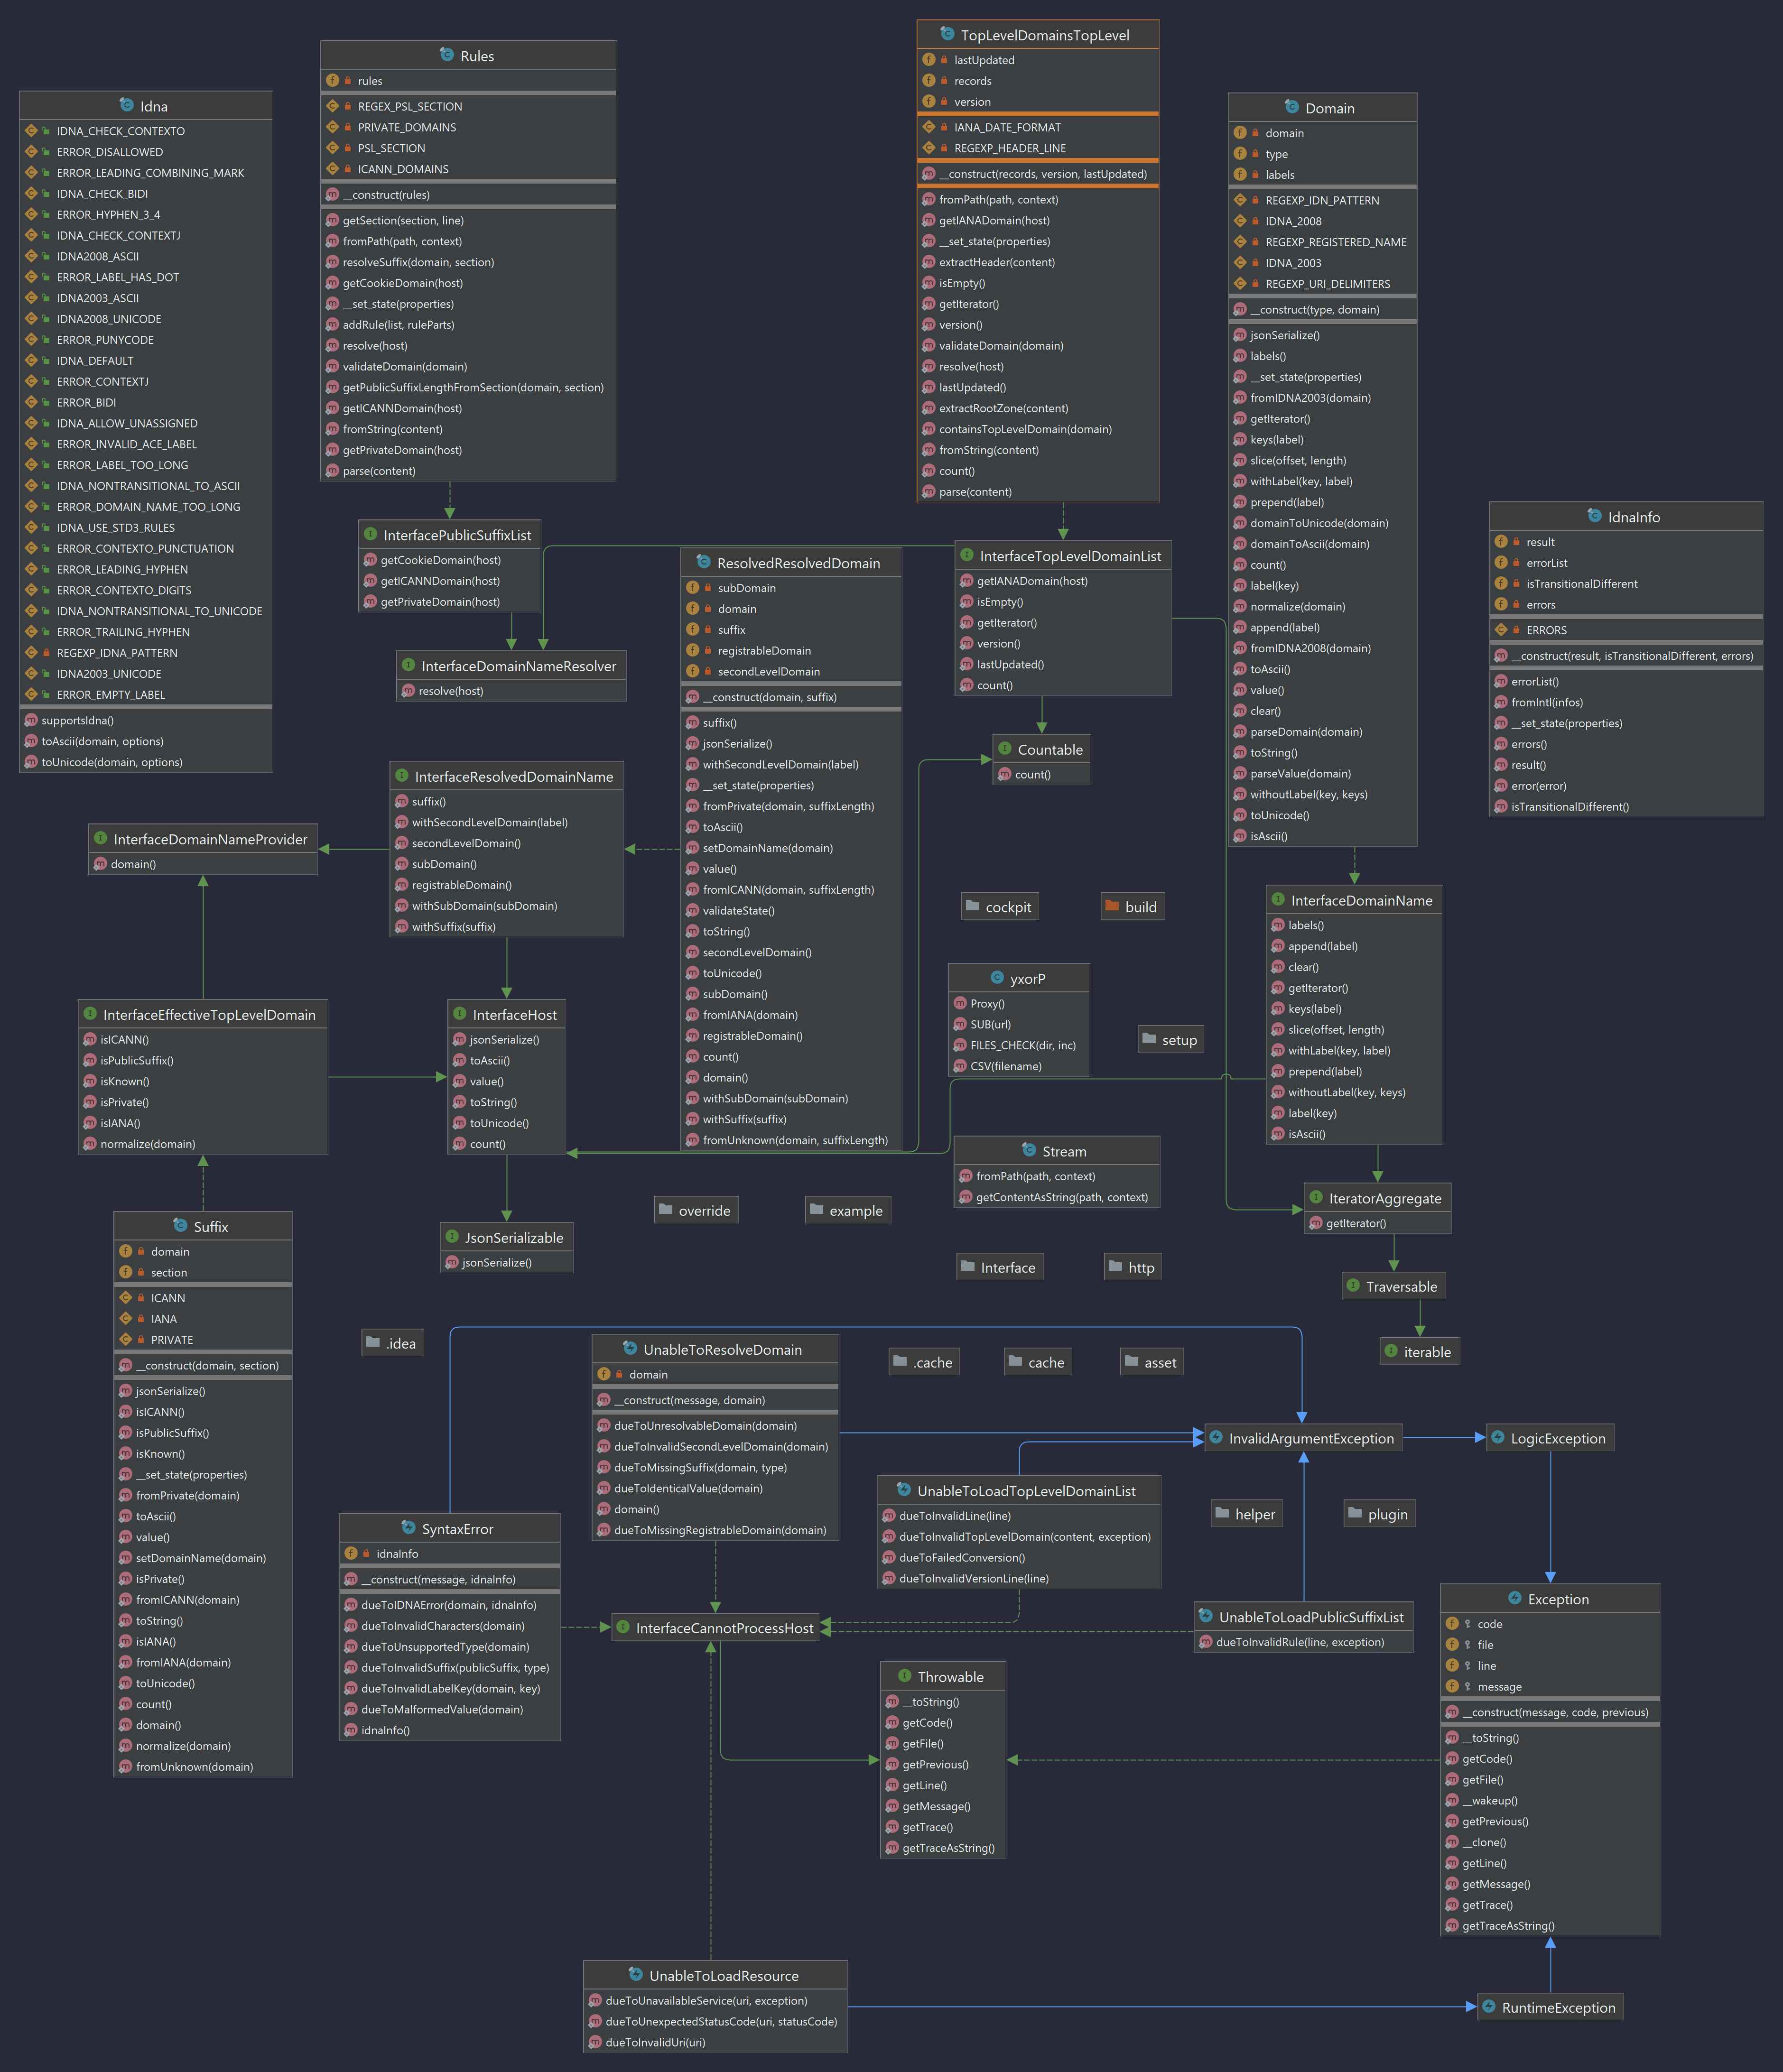 Idna
IDNA_CHECK_CONTEXTO
ERROR_DISALLOWED
ERROR_LEADING_COMBINING_MARK
IDNA_CHECK_BIDI
ERROR_HYPHEN_3_4
IDNA_CHECK_CONTEXTJ
IDNA2008_ASCII
ERROR_LABEL_HAS_DOT
IDNA2003_ASCII
IDNA2008_UNICODE
ERROR_PUNYCODE
IDNA_DEFAULT
ERROR_CONTEXTJ
ERROR_BIDI
IDNA_ALLOW_UNASSIGNED
ERROR_INVALID_ACE_LABEL
ERROR_LABEL_TOO_LONG
IDNA_NONTRANSITIONAL_TO_ASCII
ERROR_DOMAIN_NAME_TOO_LONG
IDNA_USE_STD3_RULES
ERROR_CONTEXTO_PUNCTUATION
ERROR_LEADING_HYPHEN
ERROR_CONTEXTO_DIGITS
IDNA_NONTRANSITIONAL_TO_UNICODE
ERROR_TRAILING_HYPHEN
REGEXP_IDNA_PATTERN
IDNA2003_UNICODE
ERROR_EMPTY_LABEL
supportsIdna()
toAscii(domain, options)
toUnicode(domain, options)
Rules
rules
REGEX_PSL_SECTION
PRIVATE_DOMAINS
PSL_SECTION
ICANN_DOMAINS
__construct(rules)
getSection(section, line)
fromPath(path, context)
resolveSuffix(domain, section)
getCookieDomain(host)
__set_state(properties)
addRule(list, ruleParts)
resolve(host)
validateDomain(domain)
getPublicSuffixLengthFromSection(domain, section)
getICANNDomain(host)
fromString(content)
getPrivateDomain(host)
parse(content)
TopLevelDomainsTopLevel
lastUpdated
records
version
IANA_DATE_FORMAT
REGEXP_HEADER_LINE
__construct(records, version, lastUpdated)
fromPath(path, context)
getIANADomain(host)
__set_state(properties)
extractHeader(content)
isEmpty()
getIterator()
version()
validateDomain(domain)
resolve(host)
lastUpdated()
extractRootZone(content)
containsTopLevelDomain(domain)
fromString(content)
count()
parse(content)
Domain
domain
type
labels
REGEXP_IDN_PATTERN
IDNA_2008
REGEXP_REGISTERED_NAME
IDNA_2003
REGEXP_URI_DELIMITERS
__construct(type, domain)
jsonSerialize()
labels()
__set_state(properties)
fromIDNA2003(domain)
getIterator()
keys(label)
slice(offset, length)
withLabel(key, label)
prepend(label)
domainToUnicode(domain)
domainToAscii(domain)
count()
label(key)
normalize(domain)
append(label)
fromIDNA2008(domain)
toAscii()
value()
clear()
parseDomain(domain)
toString()
parseValue(domain)
withoutLabel(key, keys)
toUnicode()
isAscii()
IdnaInfo
result
errorList
isTransitionalDifferent
errors
ERRORS
__construct(result, isTransitionalDifferent, errors)
errorList()
fromIntl(infos)
__set_state(properties)
errors()
result()
error(error)
isTransitionalDifferent()
InterfacePublicSuffixList
getCookieDomain(host)
getICANNDomain(host)
getPrivateDomain(host)
InterfaceDomainNameResolver
resolve(host)
ResolvedResolvedDomain
subDomain
domain
suffix
registrableDomain
secondLevelDomain
__construct(domain, suffix)
suffix()
jsonSerialize()
withSecondLevelDomain(label)
__set_state(properties)
fromPrivate(domain, suffixLength)
toAscii()
setDomainName(domain)
value()
fromICANN(domain, suffixLength)
validateState()
toString()
secondLevelDomain()
toUnicode()
subDomain()
fromIANA(domain)
registrableDomain()
count()
domain()
withSubDomain(subDomain)
withSuffix(suffix)
fromUnknown(domain, suffixLength)
InterfaceTopLevelDomainList
getIANADomain(host)
isEmpty()
getIterator()
version()
lastUpdated()
count()
Countable
count()
InterfaceResolvedDomainName
suffix()
withSecondLevelDomain(label)
secondLevelDomain()
subDomain()
registrableDomain()
withSubDomain(subDomain)
withSuffix(suffix)
InterfaceDomainNameProvider
domain()
InterfaceEffectiveTopLevelDomain
isICANN()
isPublicSuffix()
isKnown()
isPrivate()
isIANA()
normalize(domain)
InterfaceHost
jsonSerialize()
toAscii()
value()
toString()
toUnicode()
count()
JsonSerializable
jsonSerialize()
cockpit
build
yxorP
Proxy()
SUB(url)
FILES_CHECK(dir, inc)
CSV(filename)
setup
Stream
fromPath(path, context)
getContentAsString(path, context)
InterfaceDomainName
labels()
append(label)
clear()
getIterator()
keys(label)
slice(offset, length)
withLabel(key, label)
prepend(label)
withoutLabel(key, keys)
label(key)
isAscii()
IteratorAggregate
getIterator()
Traversable
iterable
override
example
Interface
http
Suffix
domain
section
ICANN
IANA
PRIVATE
__construct(domain, section)
jsonSerialize()
isICANN()
isPublicSuffix()
isKnown()
__set_state(properties)
fromPrivate(domain)
toAscii()
value()
setDomainName(domain)
isPrivate()
fromICANN(domain)
toString()
isIANA()
fromIANA(domain)
toUnicode()
count()
domain()
normalize(domain)
fromUnknown(domain)
.idea
UnableToResolveDomain
domain
__construct(message, domain)
dueToUnresolvableDomain(domain)
dueToInvalidSecondLevelDomain(domain)
dueToMissingSuffix(domain, type)
dueToIdenticalValue(domain)
domain()
dueToMissingRegistrableDomain(domain)
.cache
cache
asset
InvalidArgumentException
LogicException
UnableToLoadTopLevelDomainList
dueToInvalidLine(line)
dueToInvalidTopLevelDomain(content, exception)
dueToFailedConversion()
dueToInvalidVersionLine(line)
helper
plugin
SyntaxError
idnaInfo
__construct(message, idnaInfo)
dueToIDNAError(domain, idnaInfo)
dueToInvalidCharacters(domain)
dueToUnsupportedType(domain)
dueToInvalidSuffix(publicSuffix, type)
dueToInvalidLabelKey(domain, key)
dueToMalformedValue(domain)
idnaInfo()
InterfaceCannotProcessHost
UnableToLoadPublicSuffixList
dueToInvalidRule(line, exception)
Throwable
__toString()
getCode()
getFile()
getPrevious()
getLine()
getMessage()
getTrace()
getTraceAsString()
Exception
code
file
line
message
__construct(message, code, previous)
__toString()
getCode()
getFile()
__wakeup()
getPrevious()
__clone()
getLine()
getMessage()
getTrace()
getTraceAsString()
UnableToLoadResource
dueToUnavailableService(uri, exception)
dueToUnexpectedStatusCode(uri, statusCode)
dueToInvalidUri(uri)
RuntimeException